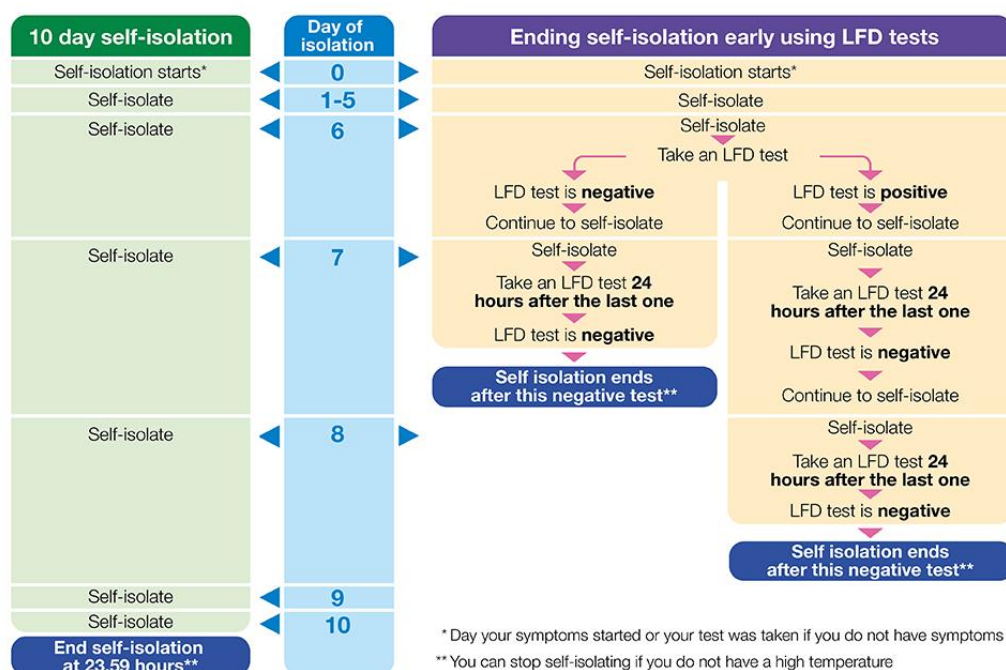 10 day self-isolation
Day of
isolation
Ending self-isolation early using LFD tests
Self-isolation starts*
0
Self-isolation starts*
Self-isolate
1-5
Self-isolate
Self-isolate
6
Self-isolate
Take an LFD test
LFD test is negative
LFD test is positive
Continue to self-isolate
Continue to self-isolate
Self-isolate
7
Self-isolate
Self-isolate
Take an LFD test 24
hours after the last one
Take an LFD test 24
hours after the last one
LFD test is negative
LFD test is negative
Self isolation ends
after this negative test**
Continue to self-isolate
Self-isolate
8
Self-isolate
Take an LFD test 24
hours after the last one
LFD test is negative
Self isolation ends
after this negative test**
Self-isolate
9
Self-isolate
10
End self-isolation
at 23.59 hours**
* Day your symptoms started or your test was taken if you do not have symptoms
** You can stop self-isolating if you do not have a high temperature